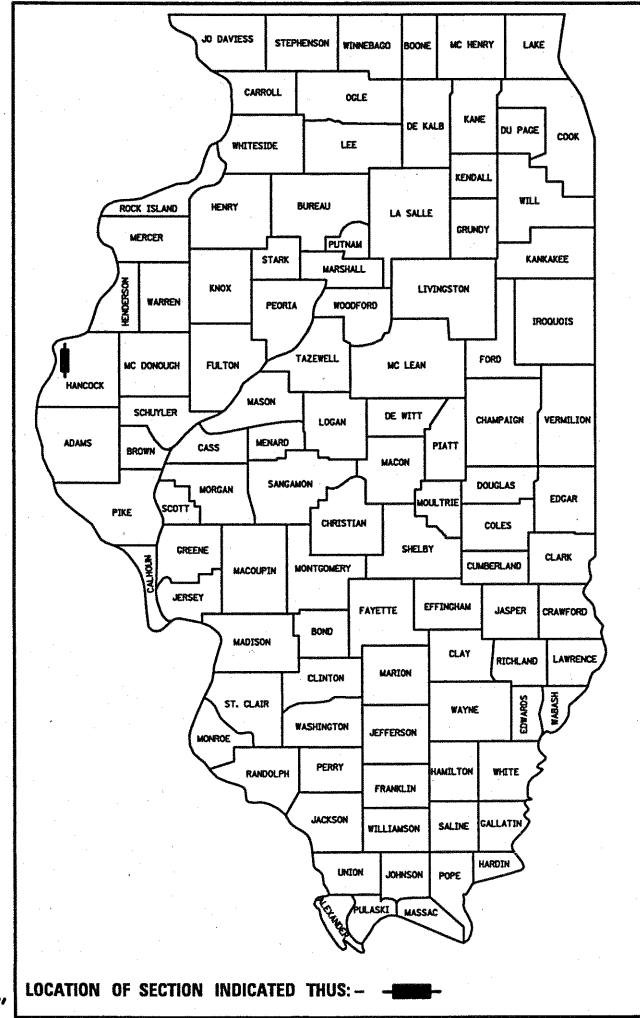 JO DAVIESS STEPHENSON WINNEBAGO BOONE MC HENRY LAKE
CARROLL OGLE DE KALB KANE DU PAGE COOK
WHITESIDE LEE
KENDALL WILL
ROCK ISLAND HENRY BUREAU LA SALLE GRUNDY
MERCER PUTNAM
STARK MARSHALL KANKAKEE
HENDERSON WARREN KNOX PEORIA WOODFORD LIVINGSTON IROQUOIS
HANCOCK MC DONOUGH FULTON TAZEWELL MC LEAN FORD
MASON
SCHUYLER LOGAN DE WITT CHAMPAIGN VERMILION
ADAMS BROWN CASS MENARD MACON PIATT
MORGAN SANGAMON DOUGLAS EDGAR
PIKE SCOTT CHRISTIAN MOULTRIE COLES
GREENE SHELBY
CALHOUN MACOUPIN MONTGOMERY CUMBERLAND CLARK
JERSEY FAYETTE EFFINGHAM JASPER CRAWFORD
MADISON BOND
CLAY RICHLAND LAWRENCE
CLINTON MARION
ST. CLAIR WAYNE EDWARDS WABASH
WASHINGTON JEFFERSON
MONROE
RANDOLPH PERRY HAMILTON WHITE
FRANKLIN
JACKSON WILLIAMSON SALINE GALLATIN
UNION JOHNSON POPE HARDIN
ALEXANDER PULASKI MASSAC
LOCATION OF SECTION INDICATED THUS: -
"